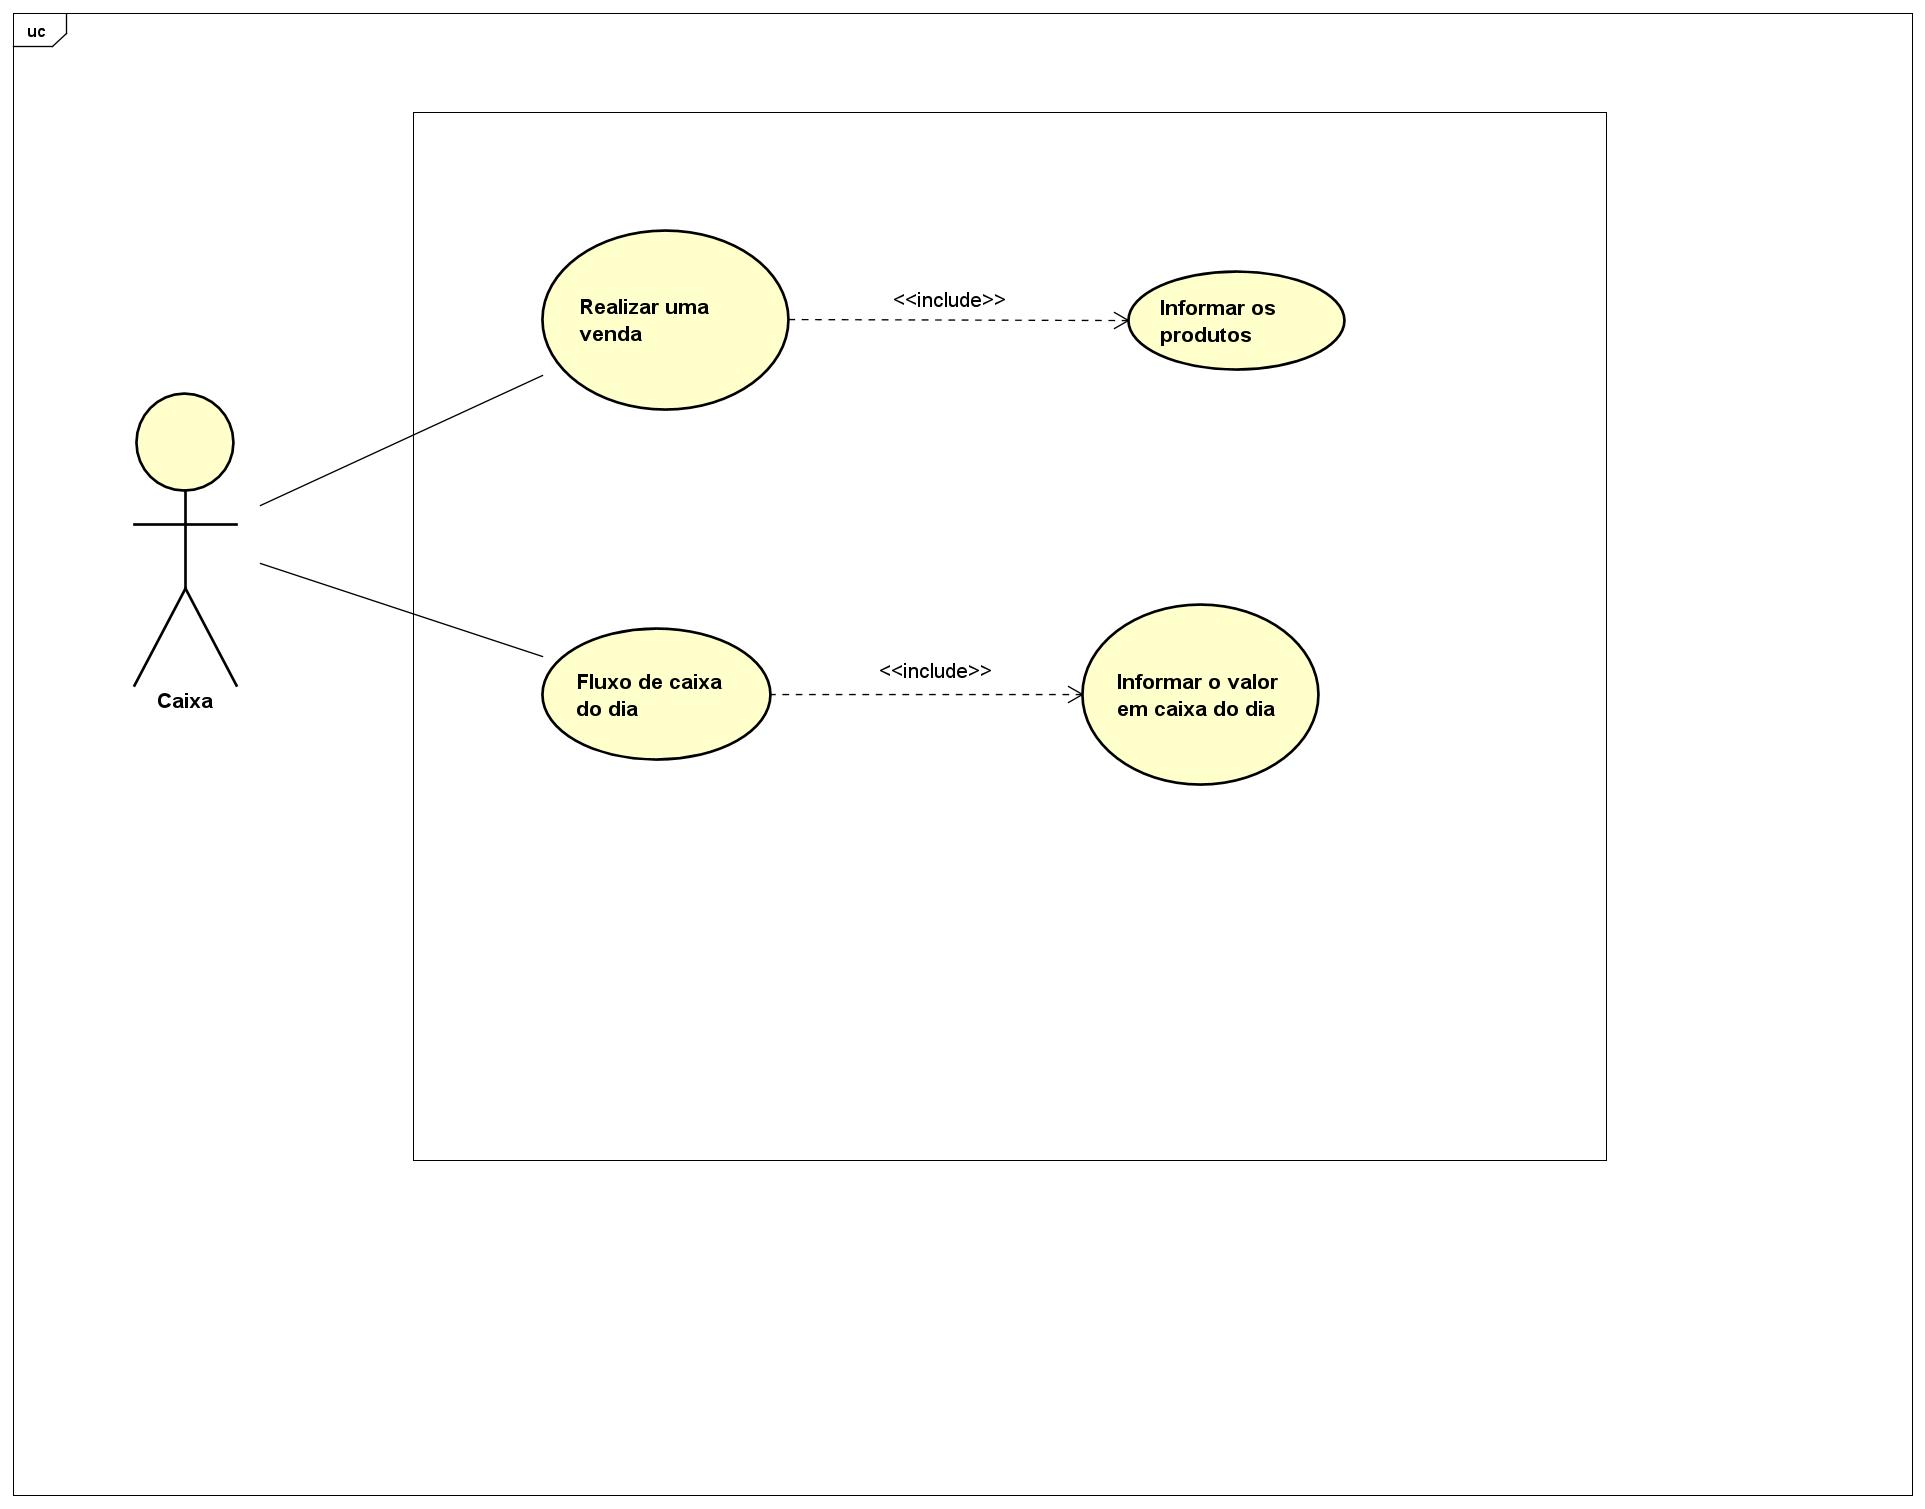 uc
Realizar uma
venda
<<include>>
Informar os
produtos
Caixa
Fluxo de caixa
do dia
<<include>>
Informar o valor
em caixa do dia